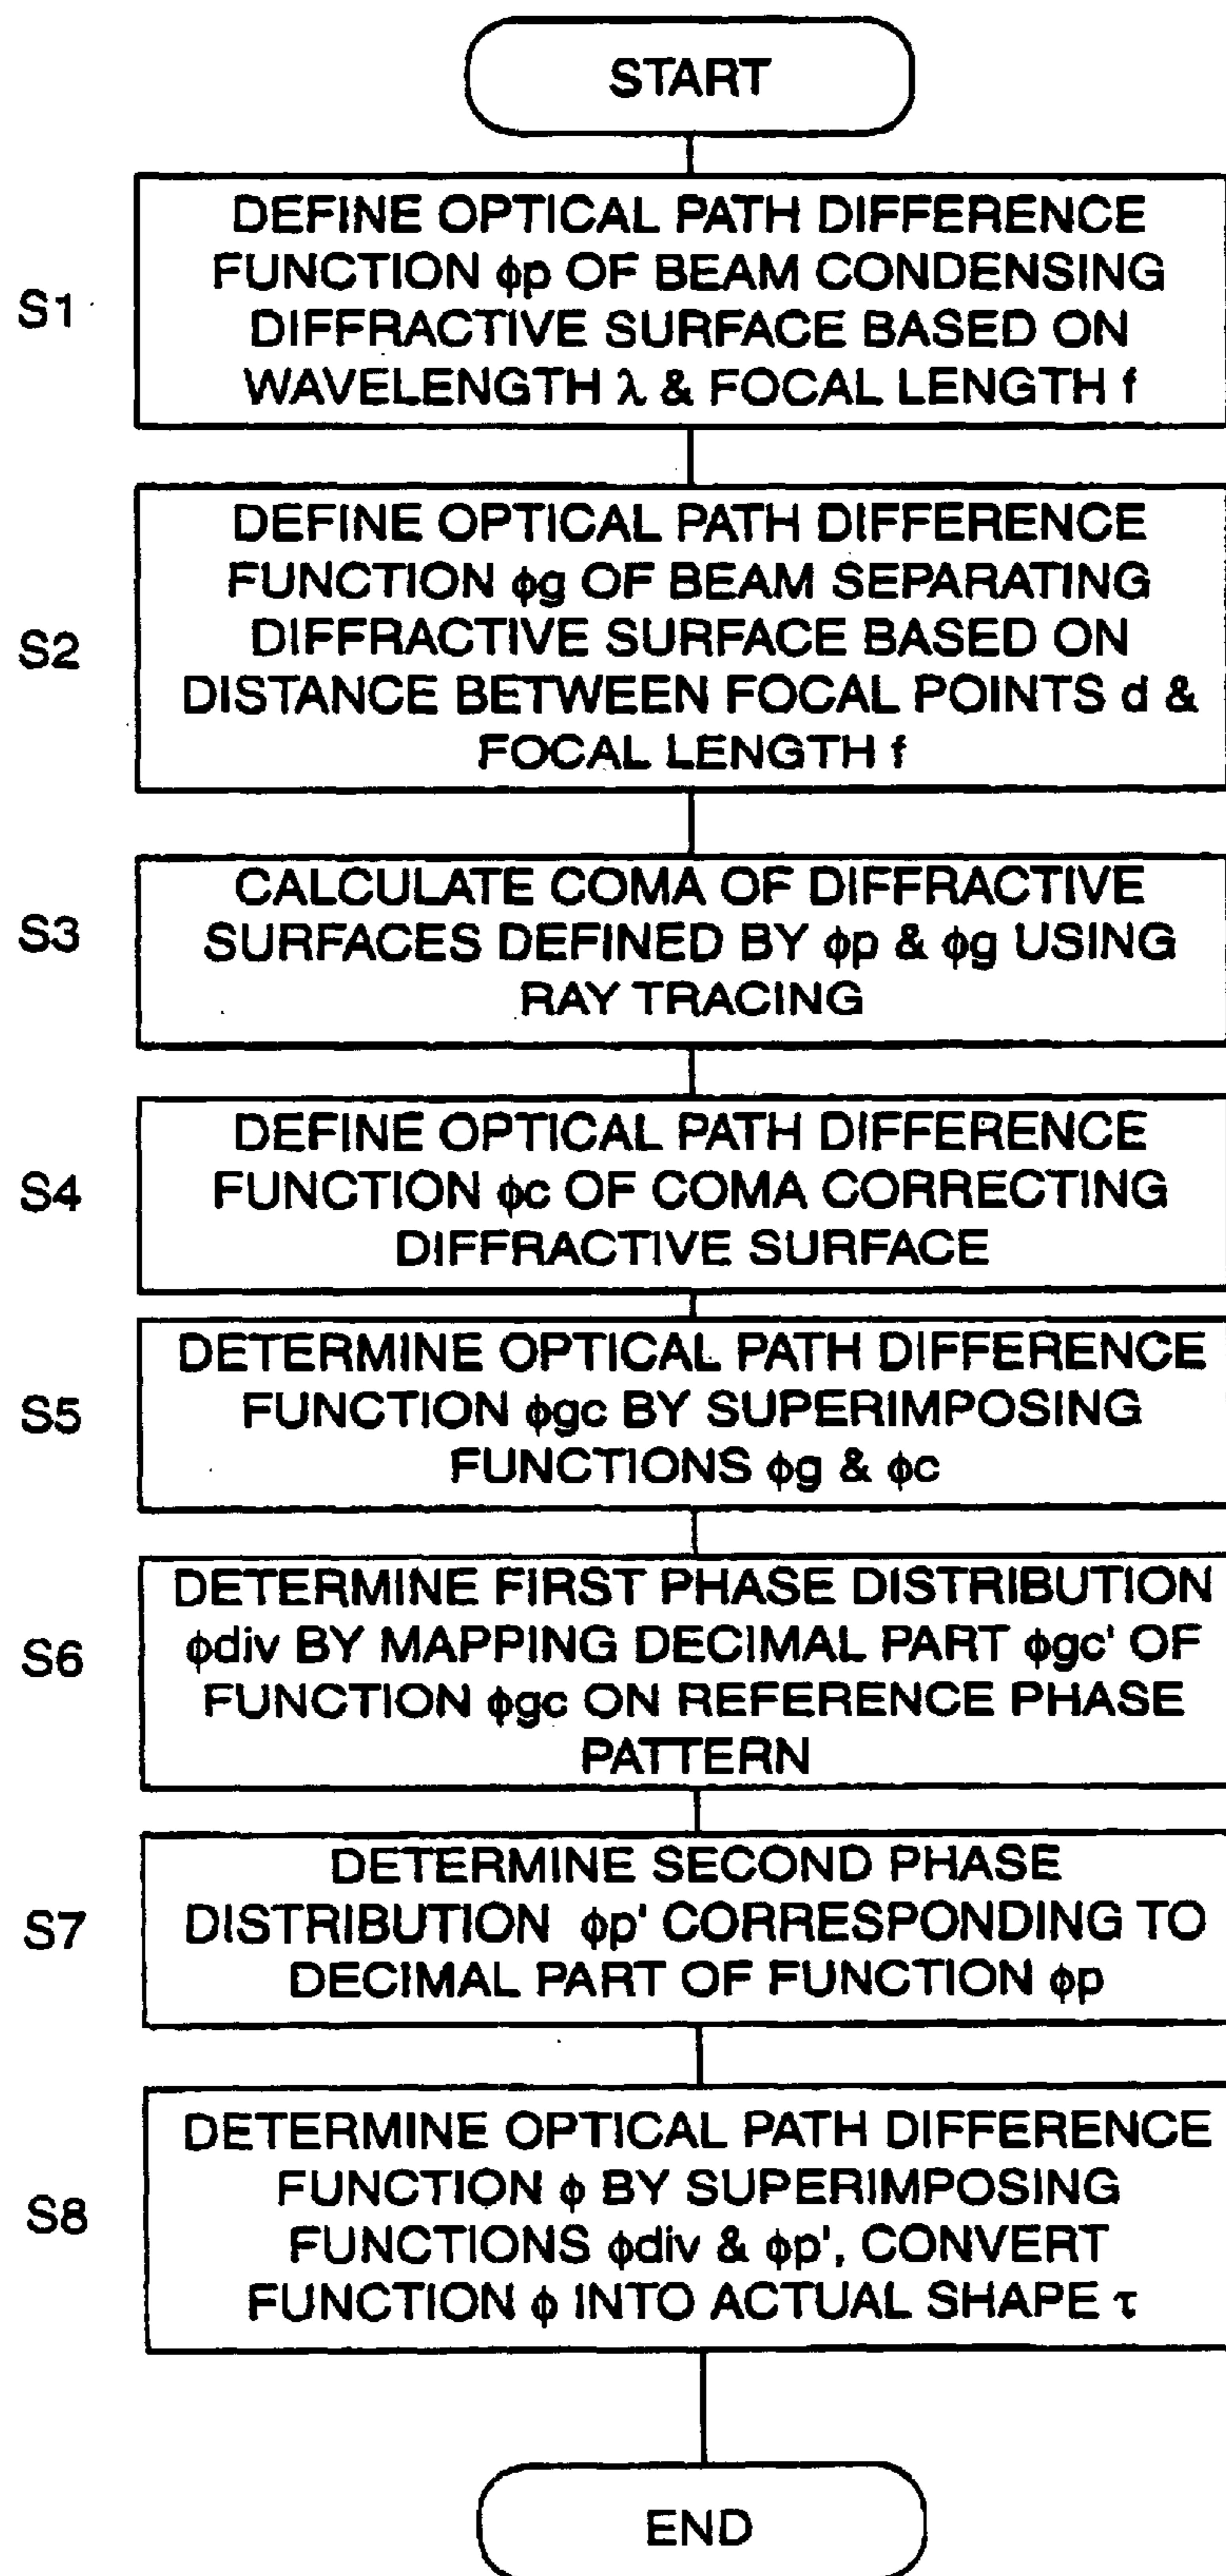 START
S1
DEFINE OPTICAL PATH DIFFERENCE
FUNCTION ϕp OF BEAM CONDENSING
DIFFRACTIVE SURFACE BASED ON
WAVELENGTH λ & FOCAL LENGTH f
S2
DEFINE OPTICAL PATH DIFFERENCE
FUNCTION ϕg OF BEAM SEPARATING
DIFFRACTIVE SURFACE BASED ON
DISTANCE BETWEEN FOCAL POINTS d &
FOCAL LENGTH f
S3
CALCULATE COMA OF DIFFRACTIVE
SURFACES DEFINED BY ϕp & ϕg USING
RAY TRACING
S4
DEFINE OPTICAL PATH DIFFERENCE
FUNCTION ϕc OF COMA CORRECTING
DIFFRACTIVE SURFACE
S5
DETERMINE OPTICAL PATH DIFFERENCE
FUNCTION ϕgc BY SUPERIMPOSING
FUNCTIONS ϕg & ϕc
S6
DETERMINE FIRST PHASE DISTRIBUTION
ϕdiv BY MAPPING DECIMAL PART ϕgc' OF
FUNCTION ϕgc ON REFERENCE PHASE
PATTERN
S7
DETERMINE SECOND PHASE
DISTRIBUTION ϕp' CORRESPONDING TO
DECIMAL PART OF FUNCTION ϕp
S8
DETERMINE OPTICAL PATH DIFFERENCE
FUNCTION ϕ BY SUPERIMPOSING
FUNCTIONS ϕdiv & ϕp', CONVERT
FUNCTION ϕ INTO ACTUAL SHAPE τ
END